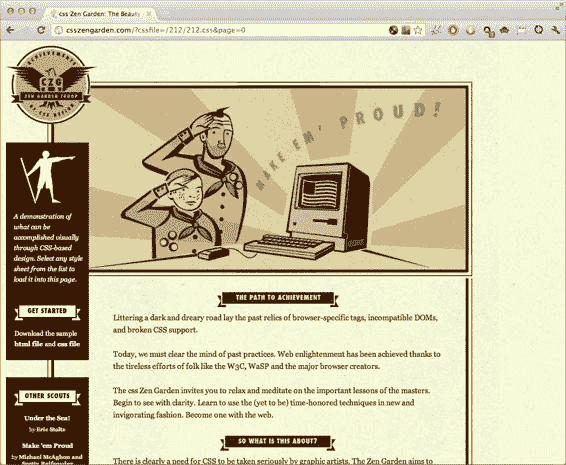 css Zen Garden: The Beauty
csszengarden.com/?cssfile=/212/212.css&page=0
ACHIEVEMENTS
CZG
ZEN GARDEN TROOP
OF CSS DESIGN
MAKE EM' PROUD!
A demonstration of
what can be
accomplished visually
through CSS-based
design. Select any style
sheet from the list to
load it into this page.
GET STARTED
Download the sample
html file and css file
OTHER SCOUTS
Under the Sea!
by Eric Stoltz
Make 'em Proud
by Michael McAghon and
THE PATH TO ACHIEVEMENT
Littering a dark and dreary road lay the past relics of browser-specific tags, incompatible DOMs,
and broken CSS support.
Today, we must clear the mind of past practices. Web enlightenment has been achieved thanks to
the tireless efforts of folk like the W3C, WaSP and the major browser creators.
The css Zen Garden invites you to relax and meditate on the important lessons of the masters.
Begin to see with clarity. Learn to use the (yet to be) time-honored techniques in new and
invigorating fashion. Become one with the web.
SO WHAT IS THIS ABOUT?
There is clearly a need for CSS to be taken seriously by graphic artists. The Zen Garden aims to